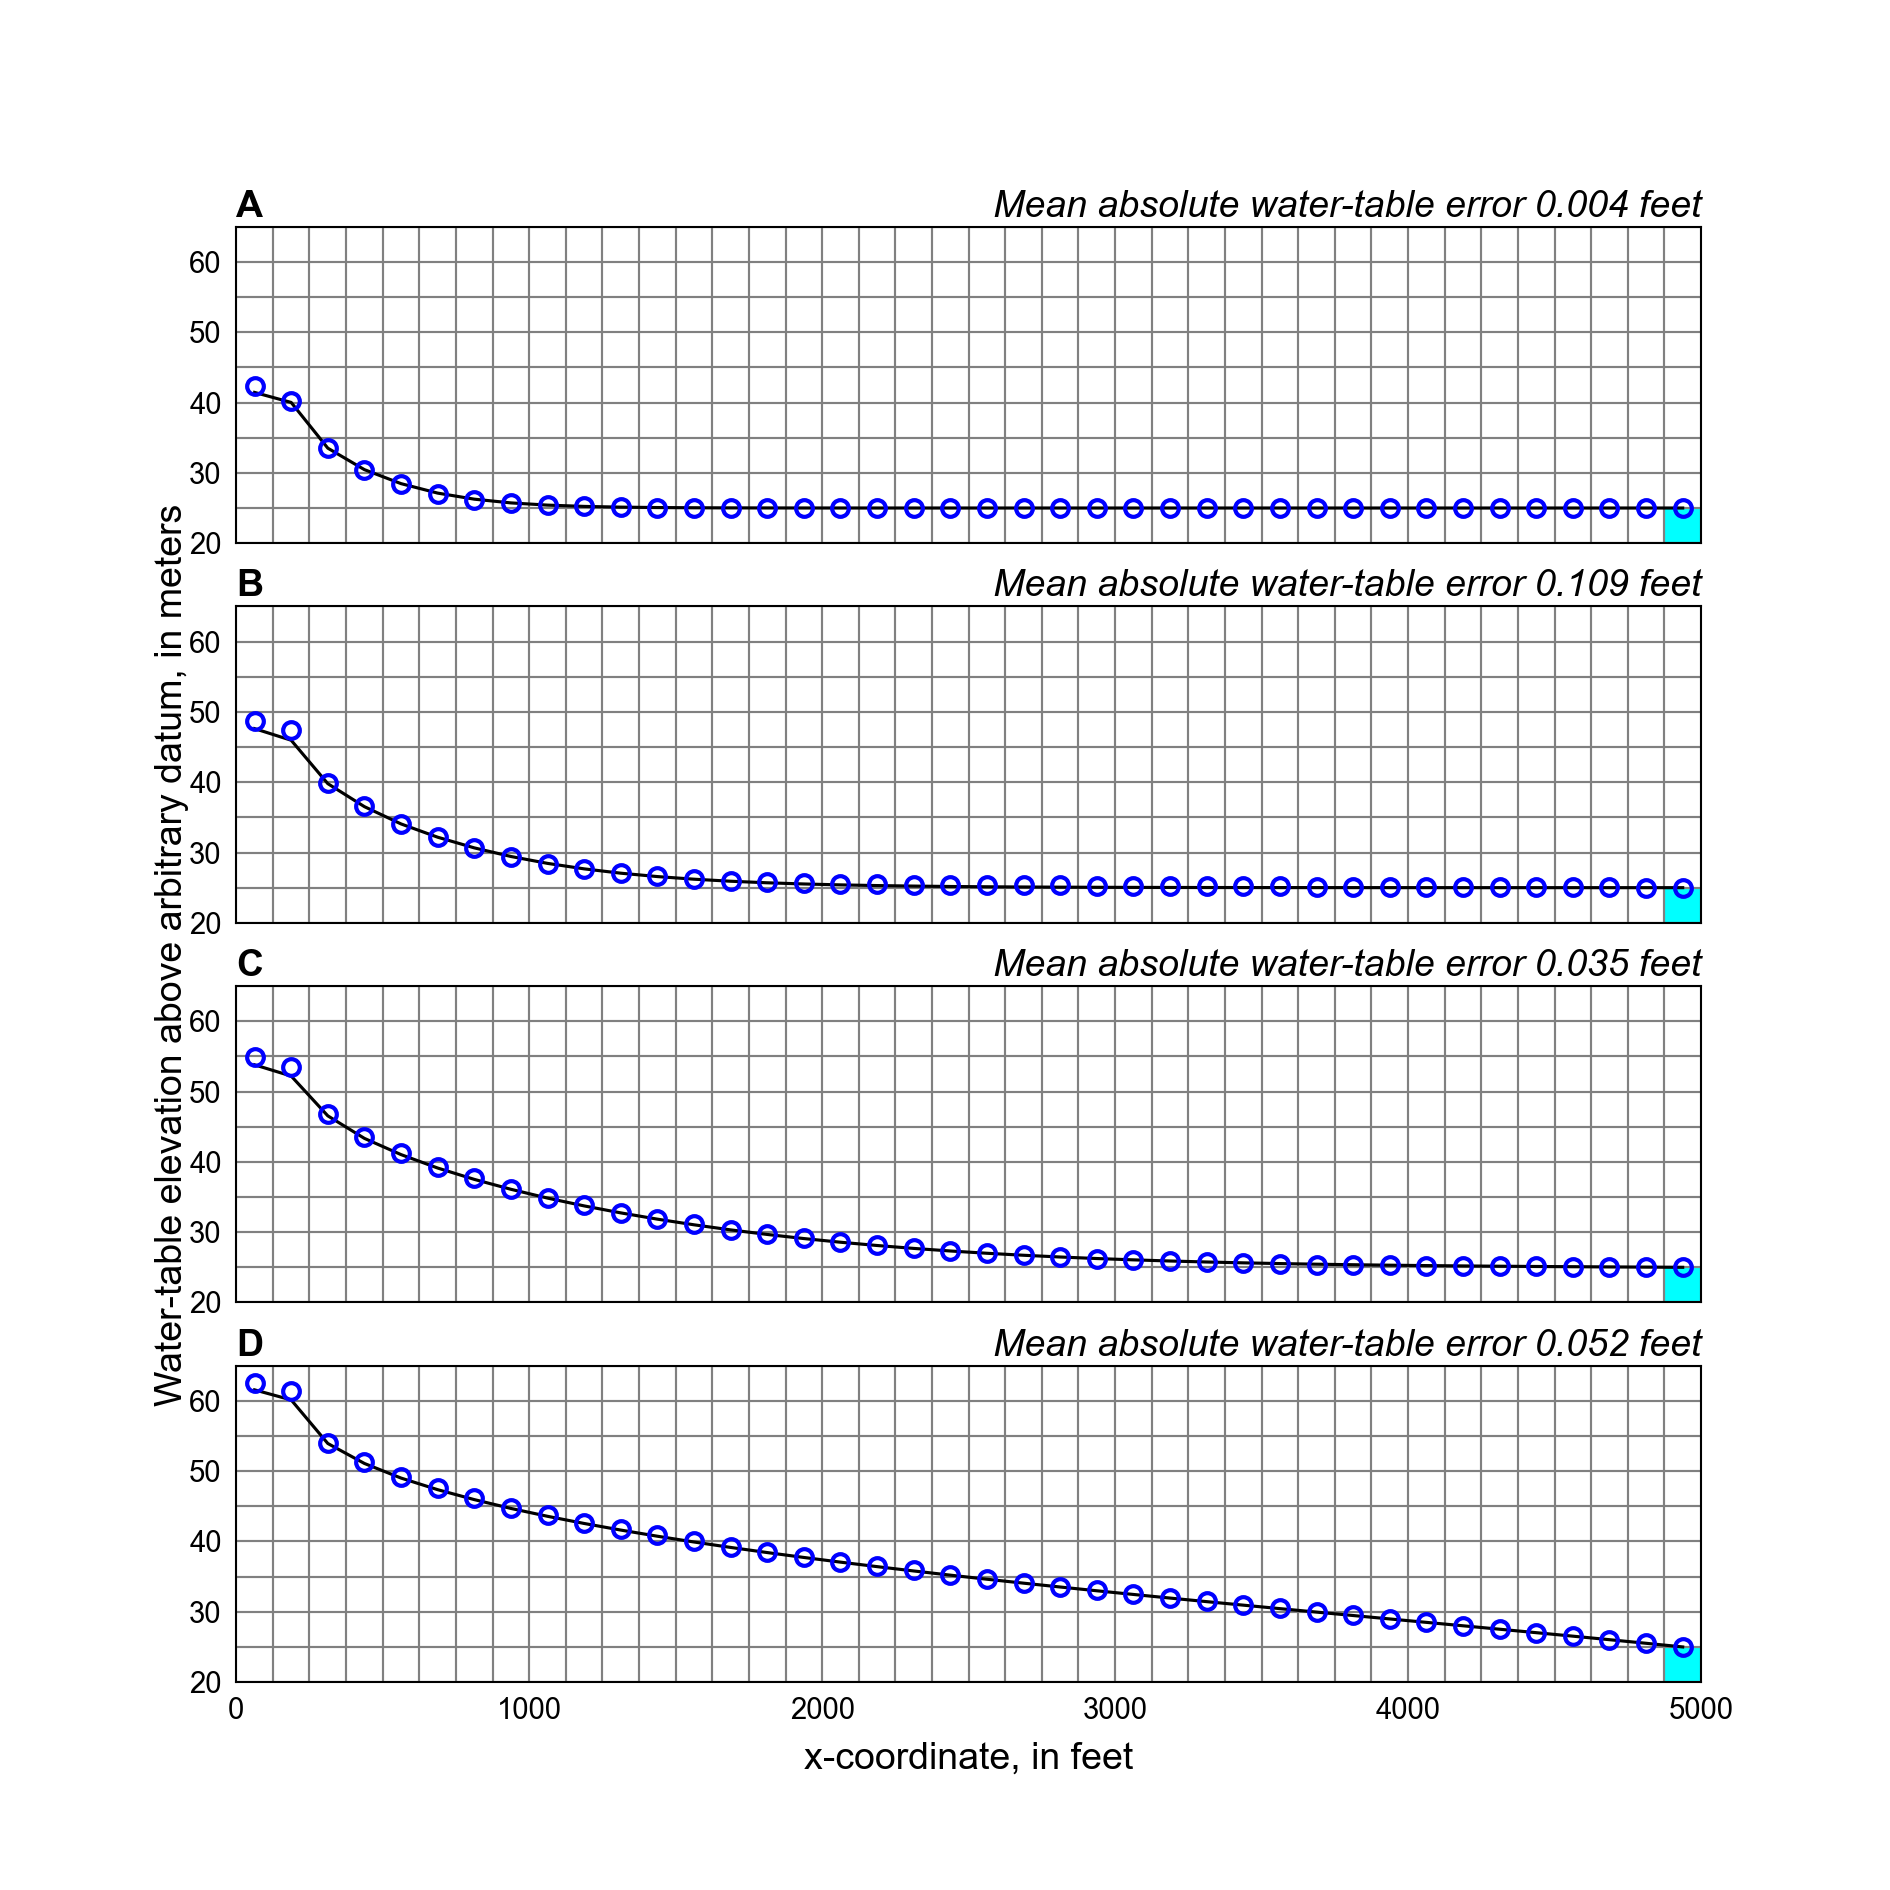 A
Mean absolute water-table error 0.004 feet
60
50
40
30
20
B
Mean absolute water-table error 0.109 feet
60
50
40
30
20
C
Mean absolute water-table error 0.035 feet
60
50
40
30
20
D
Mean absolute water-table error 0.052 feet
60
50
40
30
20
0 1000 2000 3000 4000 5000
x-coordinate, in feet
Water-table elevation above arbitrary datum, in meters